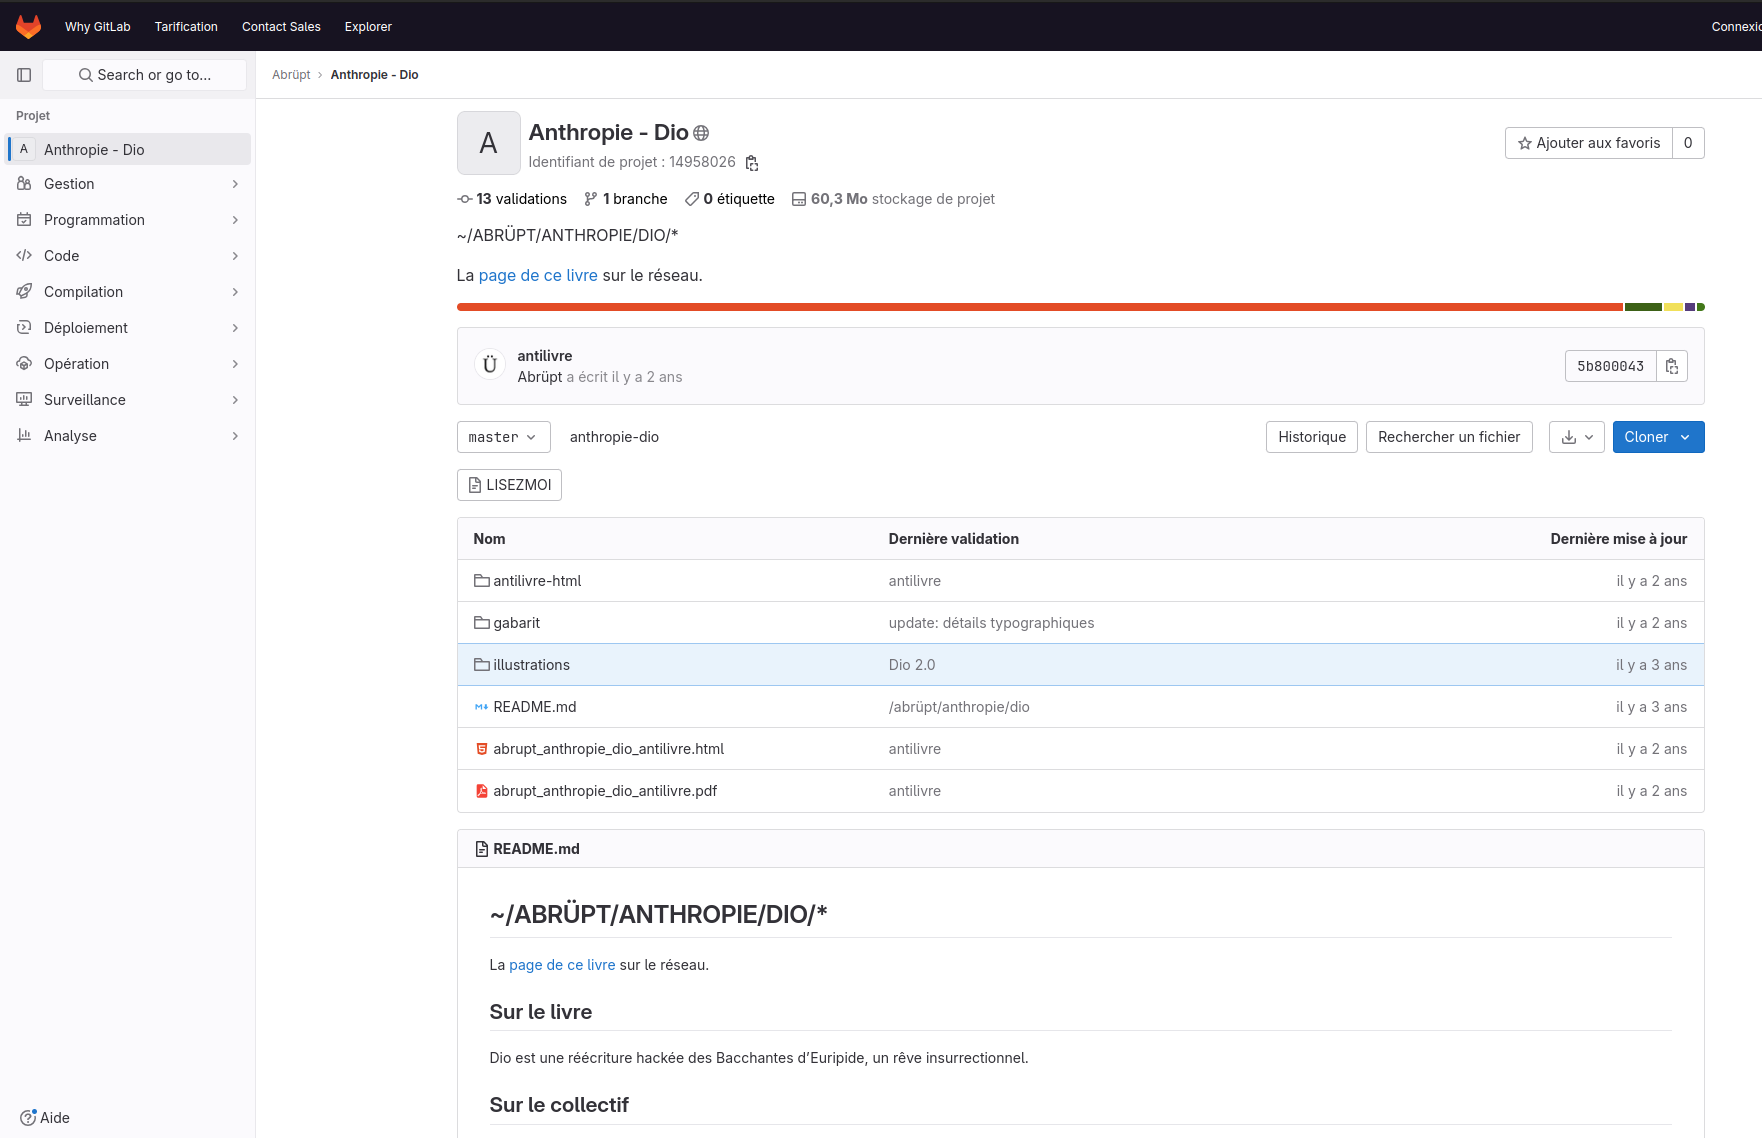 Why GitLab Tarification Contact Sales Explorer Connexio
Search or go to...
Abrüpt › Anthropie - Dio
Projet
A Anthropie - Dio
Gestion
Programmation
Code
Compilation
Déploiement
Opération
Surveillance
Analyse
Aide
A
Anthropie - Dio
Identifiant de projet : 14958026
Ajouter aux favoris 0
13 validations 1 branche 0 étiquette 60,3 Mo stockage de projet
~/ABRÜPT/ANTHROPIE/DIO/*
La page de ce livre sur le réseau.
Ü
antilivre
Abrüpt a écrit il y a 2 ans
5b800043
master anthropie-dio Historique Rechercher un fichier Cloner
LISEZMOI
Nom Dernière validation Dernière mise à jour
antilivre-html antilivre il y a 2 ans
gabarit update: détails typographiques il y a 2 ans
illustrations Dio 2.0 il y a 3 ans
README.md /abrüpt/anthropie/dio il y a 3 ans
abrupt_anthropie_dio_antilivre.html antilivre il y a 2 ans
abrupt_anthropie_dio_antilivre.pdf antilivre il y a 2 ans
README.md
~/ABRÜPT/ANTHROPIE/DIO/*
La page de ce livre sur le réseau.
Sur le livre
Dio est une réécriture hackée des Bacchantes d’Euripide, un rêve insurrectionnel.
Sur le collectif